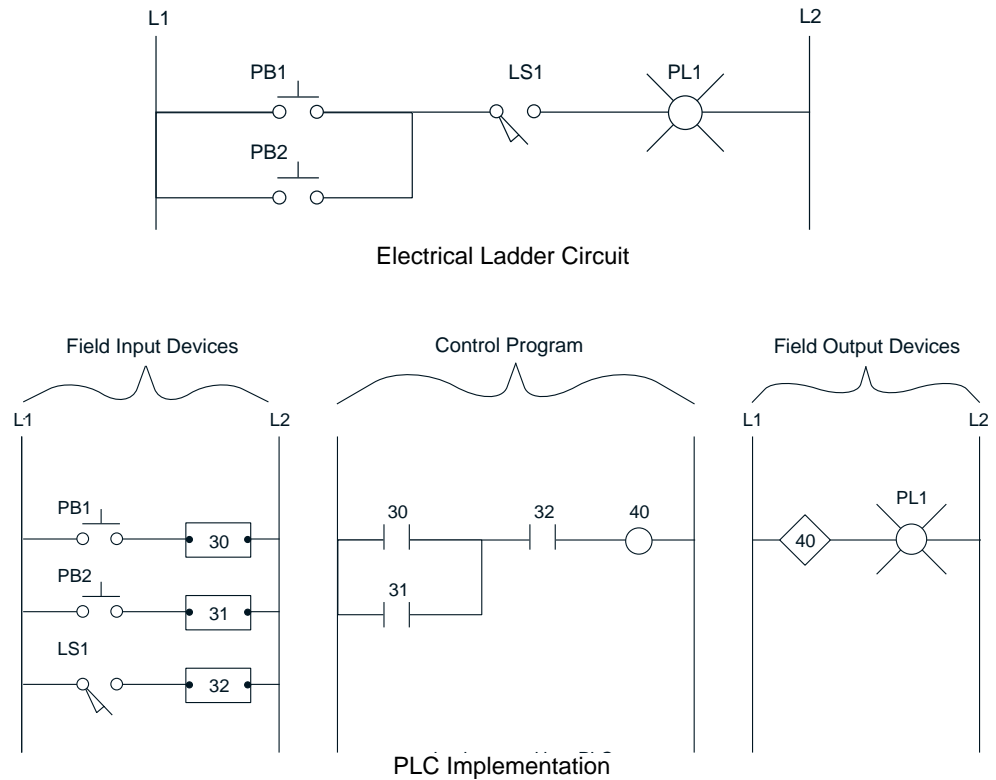 L1
L2
PB1
LS1
PL1
PB2
Electrical Ladder Circuit
Field Input Devices
Control Program
Field Output Devices
L1
L2
L1
L2
PB1
30
PB2
31
LS1
32
30
32
40
31
PL1
40
PLC Implementation